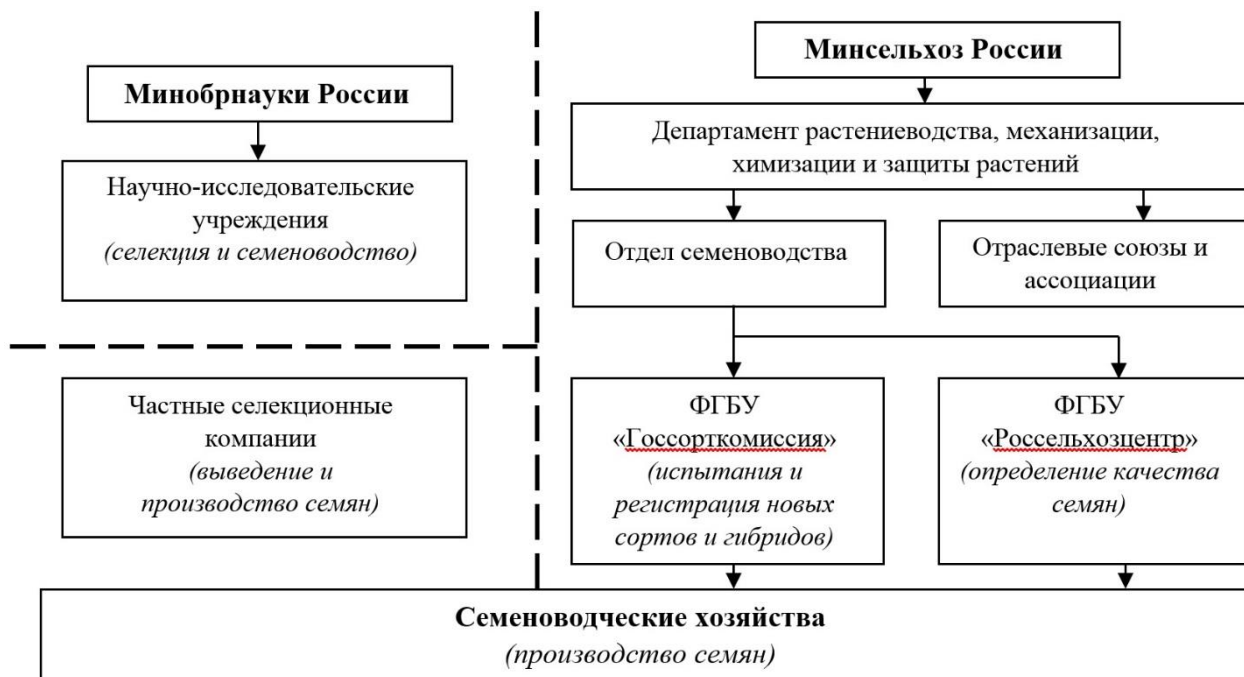 Минобрнауки России
Научно-исследовательские
учреждения
(селекция и семеноводство)
Частные селекционные
компании
(выведение и
производство семян)
Минсельхоз России
Департамент растениеводства, механизации,
химизации и защиты растений
Отдел семеноводства
Отраслевые союзы и
ассоциации
ФГБУ
«Госсорткомиссия»
(испытания и
регистрация новых
сортов и гибридов)
ФГБУ
«Россельхозцентр»
(определение качества
семян)
Семеноводческие хозяйства
(производство семян)